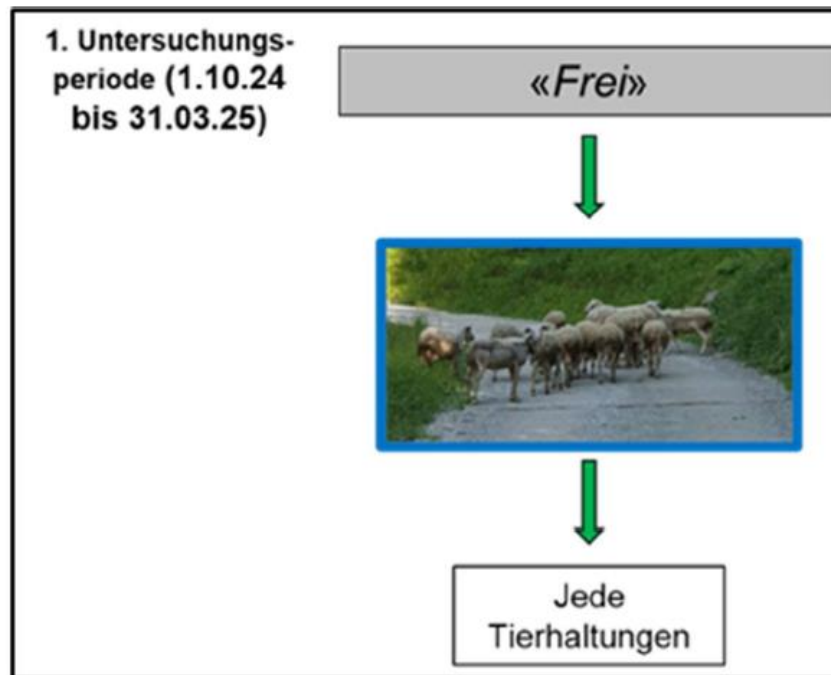 1. Untersuchungs-
periode (1.10.24
bis 31.03.25)
«Frei»
Jede
Tierhaltungen